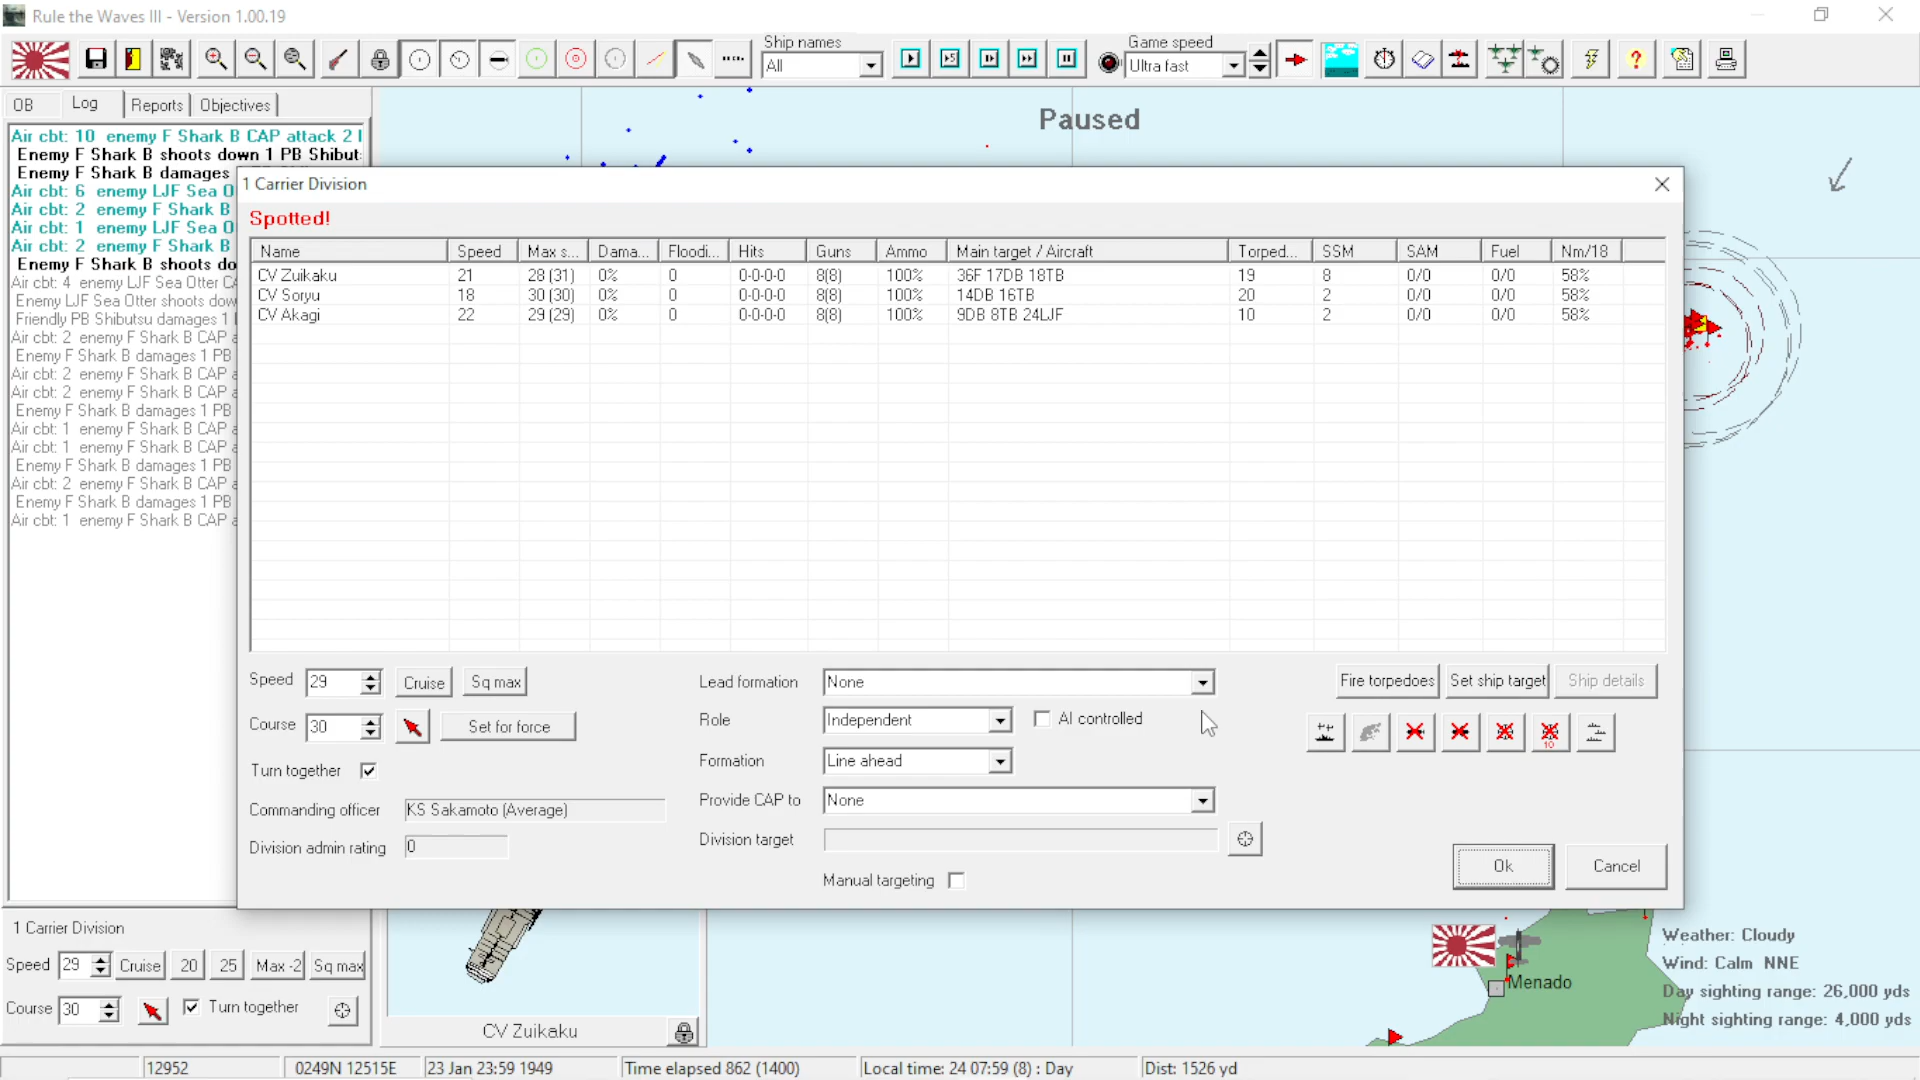 Rule the Waves III - Version 1.00.19
Ship names
All
Game speed
Ultra fast
OB
Log
Reports
Objectives
Paused
Air cbt: 10 enemy F Shark B CAP attack 2
Enemy F Shark B shoots down 1 PB Shibut
Enemy F Shark B damages
Air cbt: 6 enemy LJF Sea O
Air cbt: 2 enemy F Shark B
Air cbt: 1 enemy LJF Sea O
Air cbt: 2 enemy F Shark B
Enemy F Shark B shoots do
Air cbt: 4 enemy LJF Sea Otter C
Enemy LJF Sea Otter shoots dow
Friendly PB Shibutsu damages 1
Air cbt: 2 enemy F Shark B CAP a
Enemy F Shark B damages 1 PB
Air cbt: 2 enemy F Shark B CAP a
Air cbt: 2 enemy F Shark B CAP a
Enemy F Shark B damages 1 PB
Air cbt: 1 enemy F Shark B CAP a
Air cbt: 1 enemy F Shark B CAP a
Enemy F Shark B damages 1 PB
Air cbt: 2 enemy F Shark B CAP a
Enemy F Shark B damages 1 PB
Air cbt: 1 enemy F Shark B CAP a
1 Carrier Division
Spotted!
Name Speed Max s... Dama... Floodi... Hits Guns Ammo Main target / Aircraft Torped... SSM SAM Fuel Nm/18
CV Zuikaku 21 28 (31) 0% 0 0-0-0-0 8(8) 100% 36F 17DB 18TB 19 8 0/0 0/0 58%
CV Soryu 18 30 (30) 0% 0 0-0-0-0 8(8) 100% 14DB 16TB 20 2 0/0 0/0 58%
CV Akagi 22 29 (29) 0% 0 0-0-0-0 8(8) 100% 9DB 8TB 24LJF 10 2 0/0 0/0 58%
Speed 29 Cruise Sq max
Course 30 Set for force
Turn together
Commanding officer KS Sakamoto (Average)
Division admin rating 0
Lead formation None
Role Independent AI controlled
Formation Line ahead
Provide CAP to None
Division target
Manual targeting
Fire torpedoes Set ship target Ship details
10
Ok Cancel
1 Carrier Division
Speed 29 Cruise 20 25 Max -2 Sq max
Course 30 Turn together
CV Zuikaku
Menado
Weather: Cloudy
Wind: Calm NNE
Day sighting range: 26,000 yds
Night sighting range: 4,000 yds
12952 0249N 12515E 23 Jan 23:59 1949 Time elapsed 862 (1400) Local time: 24 07:59 (8) : Day Dist: 1526 yd